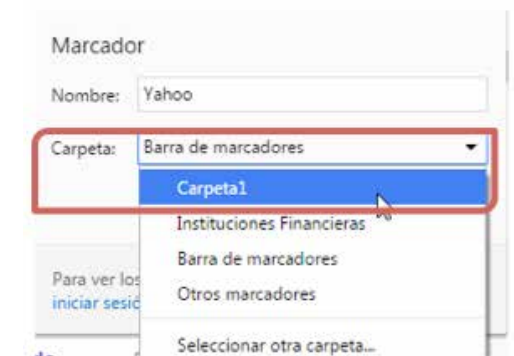 Marcador
Nombre: Yahoo
Carpeta: Barra de marcadores
Carpeta1
Instituciones Financieras
Barra de marcadores
Para ver los
Otros marcadores
iniciar sesió
Seleccionar otra carpeta...